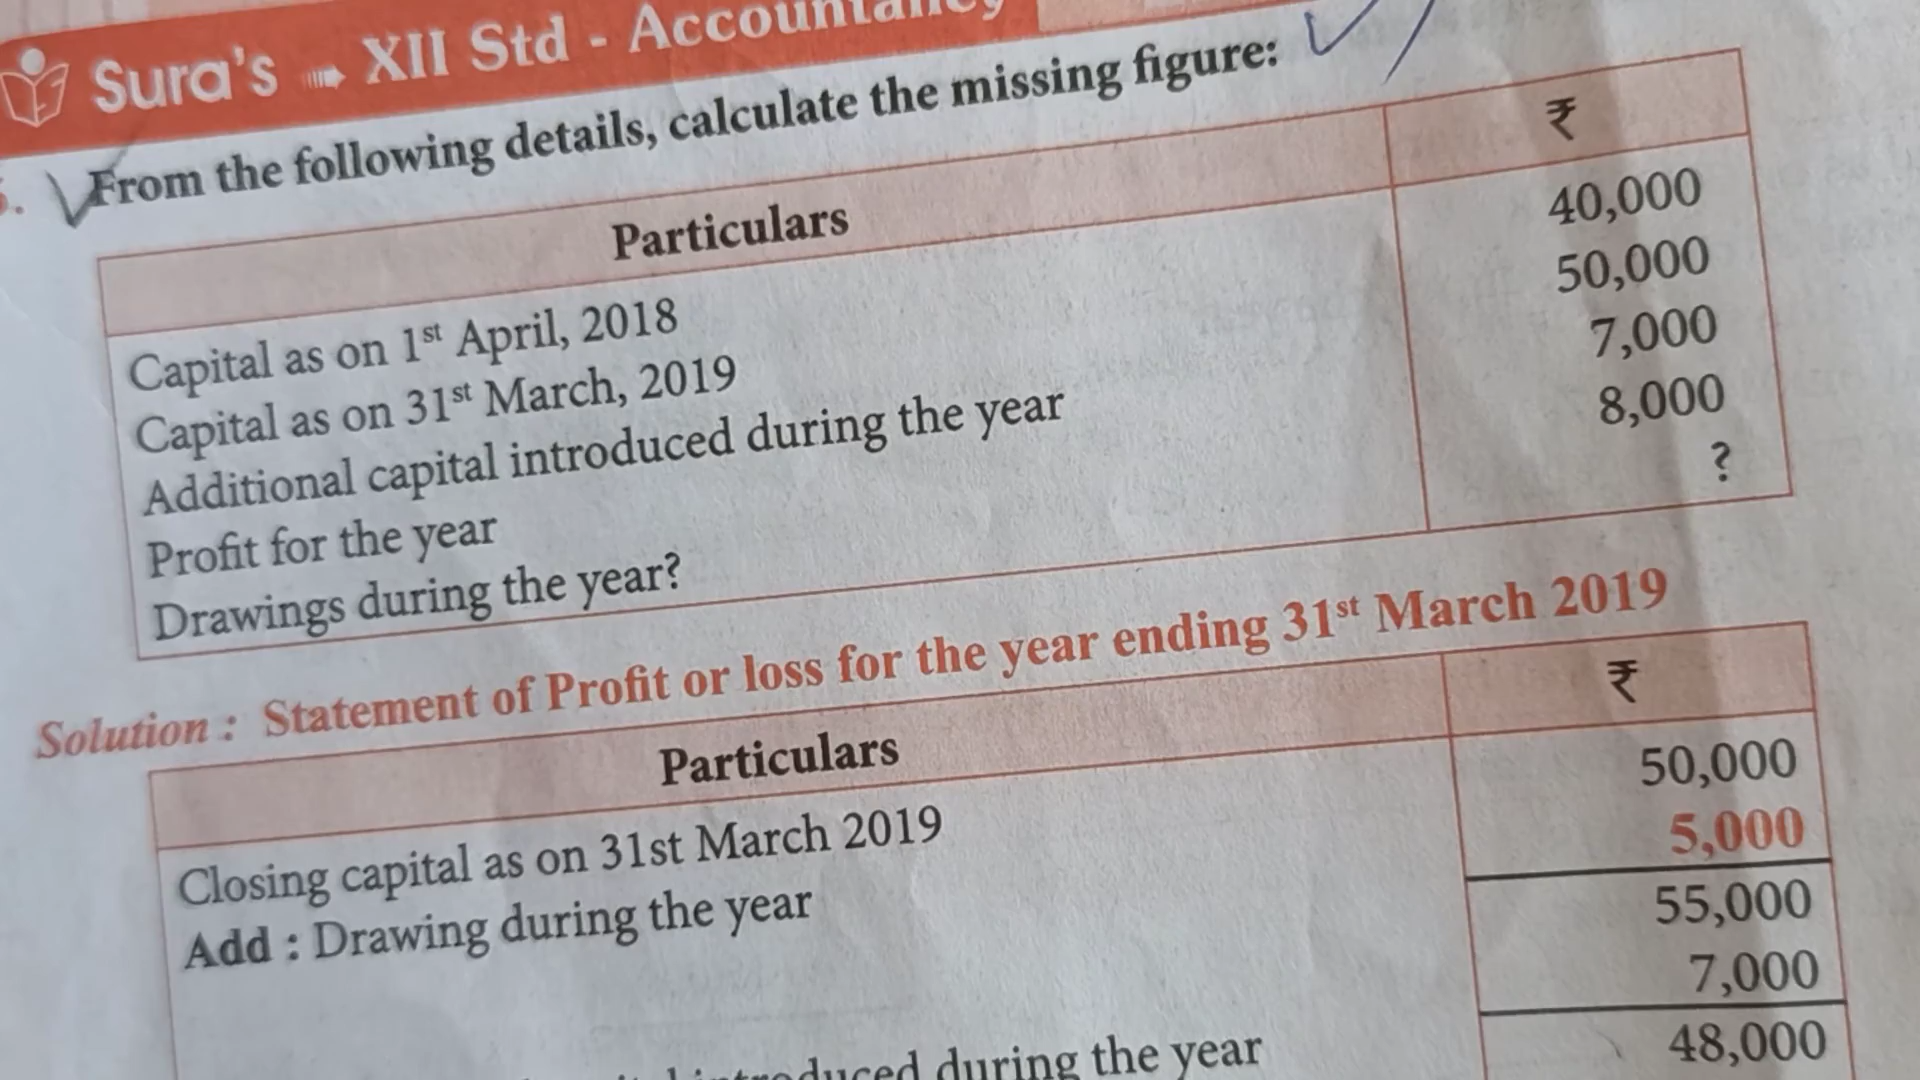 Sura's ➠ XII Std - Accountancy
From the following details, calculate the missing figure:
Particulars ₹
Capital as on 1st April, 2018 40,000
Capital as on 31st March, 2019 50,000
Additional capital introduced during the year 7,000
Profit for the year 8,000
Drawings during the year? ?
Solution : Statement of Profit or loss for the year ending 31st March 2019
Particulars ₹
Closing capital as on 31st March 2019 50,000
Add : Drawing during the year 5,000
55,000
7,000
introduced during the year 48,000